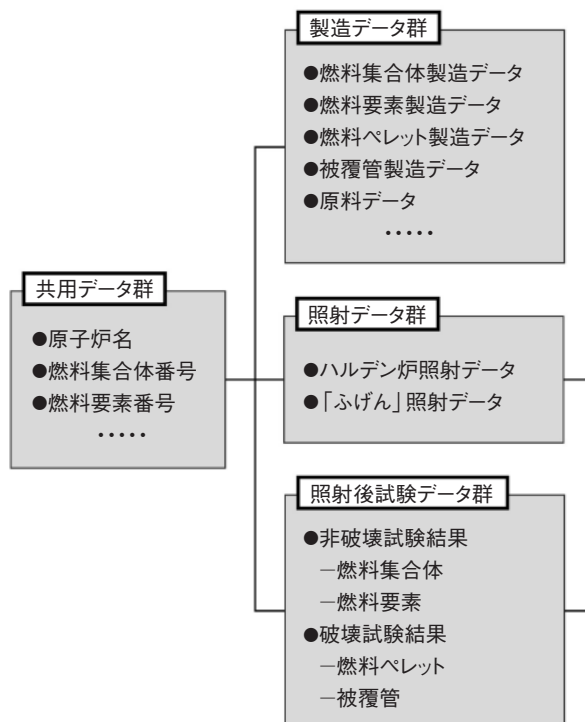 製造データ群
●燃料集合体製造データ
●燃料要素製造データ
●燃料ペレット製造データ
●被覆管製造データ
●原料データ
・・・・・
共用データ群
●原子炉名
●燃料集合体番号
●燃料要素番号
・・・・・
照射データ群
●ハルデン炉照射データ
●「ふげん」照射データ
照射後試験データ群
●非破壊試験結果
－燃料集合体
－燃料要素
●破壊試験結果
－燃料ペレット
－被覆管